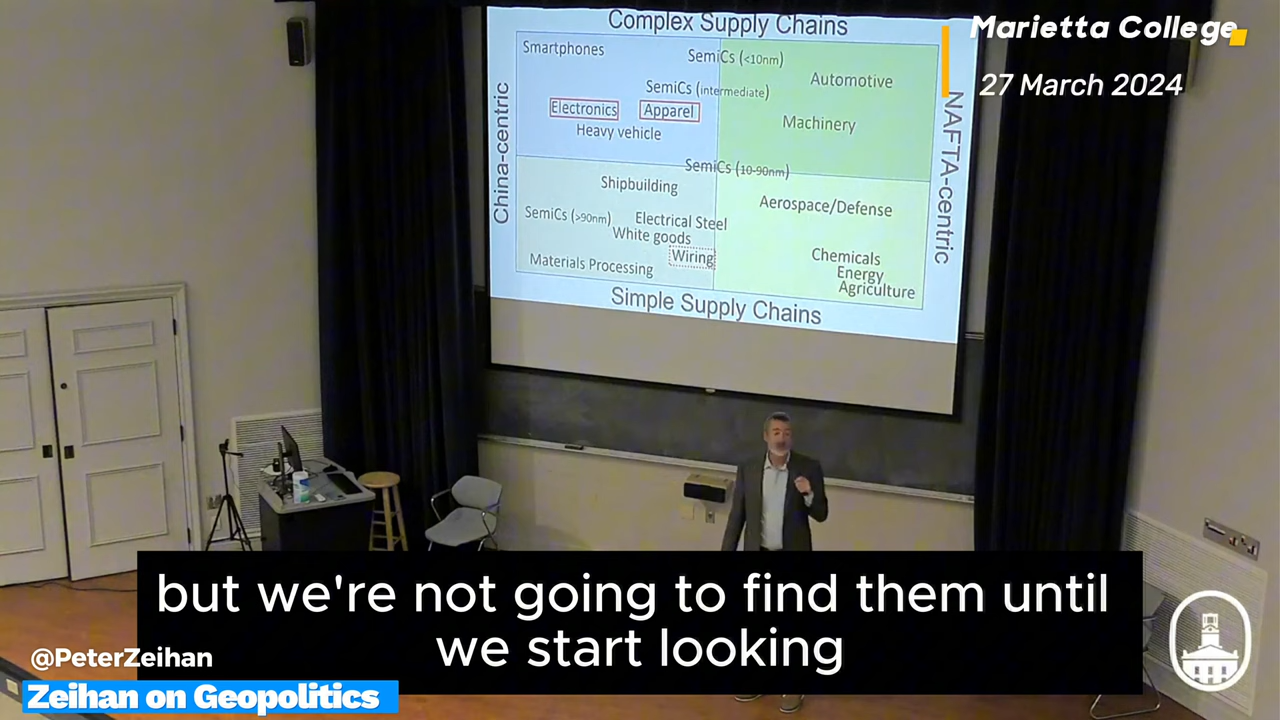 Complex Supply Chains
Marietta College
27 March 2024
Smartphones
SemiCs (<10nm)
Automotive
SemiCs (intermediate)
Electronics
Apparel
Machinery
Heavy vehicle
China-centric
NAFTA-centric
SemiCs (10-90nm)
Shipbuilding
Aerospace/Defense
SemiCs (>90nm)
Electrical Steel
White goods
Wiring
Chemicals
Energy
Materials Processing
Agriculture
Simple Supply Chains
but we're not going to find them until
we start looking
@PeterZeihan
Zeihan on Geopolitics